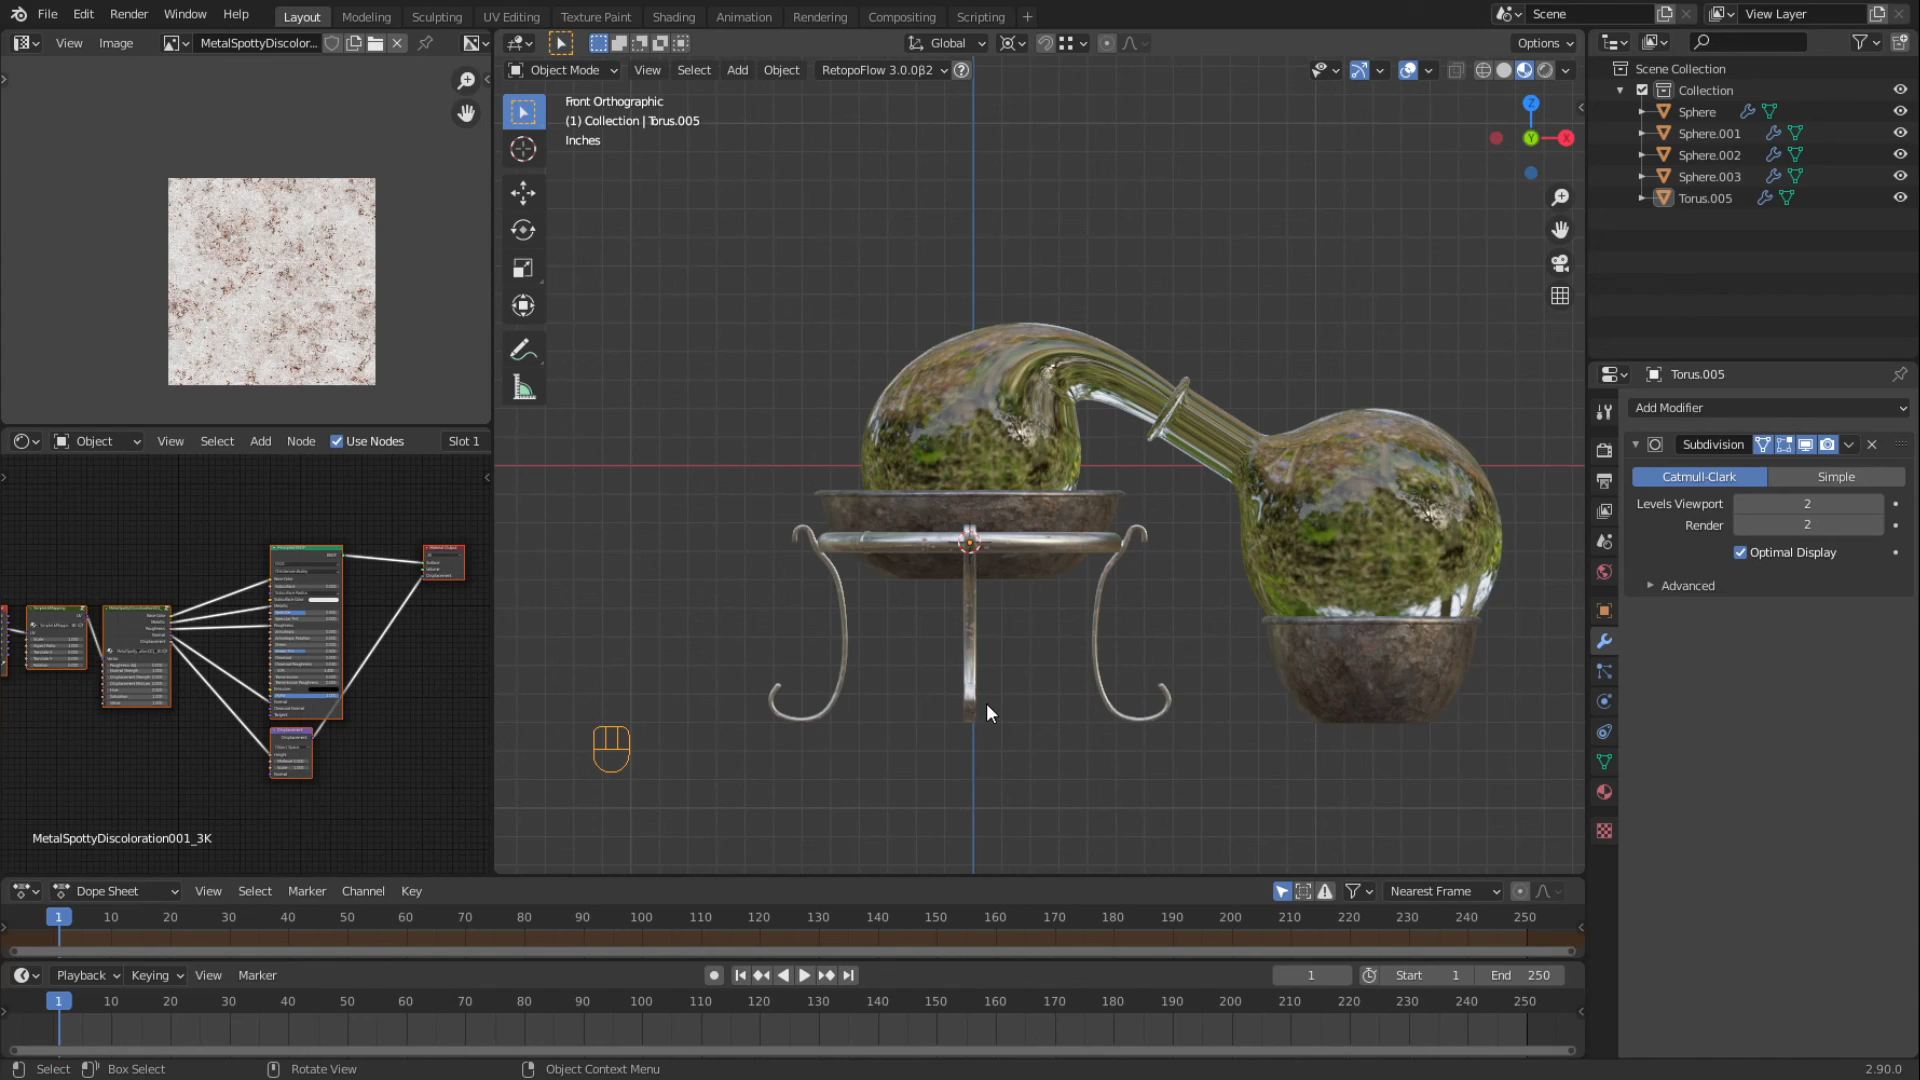 File Edit Render Window Help Layout Modeling Sculpting UV Editing Texture Paint Shading Animation Rendering Compositing Scripting + Scene View Layer
View Image MetalSpottyDiscolor... Global Options
Object Mode View Select Add Object RetopoFlow 3.0.0β2
Front Orthographic
(1) Collection | Torus.005
Inches
Z
Y
X
Scene Collection
Collection
Sphere
Sphere.001
Sphere.002
Sphere.003
Torus.005
Torus.005
Add Modifier
Subdivision
Catmull-Clark Simple
Levels Viewport 2
Render 2
Optimal Display
Advanced
Object View Select Add Node Use Nodes Slot 1
MetalSpottyDiscoloration001_3K
Dope Sheet View Select Marker Channel Key Nearest Frame
1 10 20 30 40 50 60 70 80 90 100 110 120 130 140 150 160 170 180 190 200 210 220 230 240 250
Playback Keying View Marker 1 Start 1 End 250
1 10 20 30 40 50 60 70 80 90 100 110 120 130 140 150 160 170 180 190 200 210 220 230 240 250
Select Box Select Rotate View Object Context Menu 2.90.0